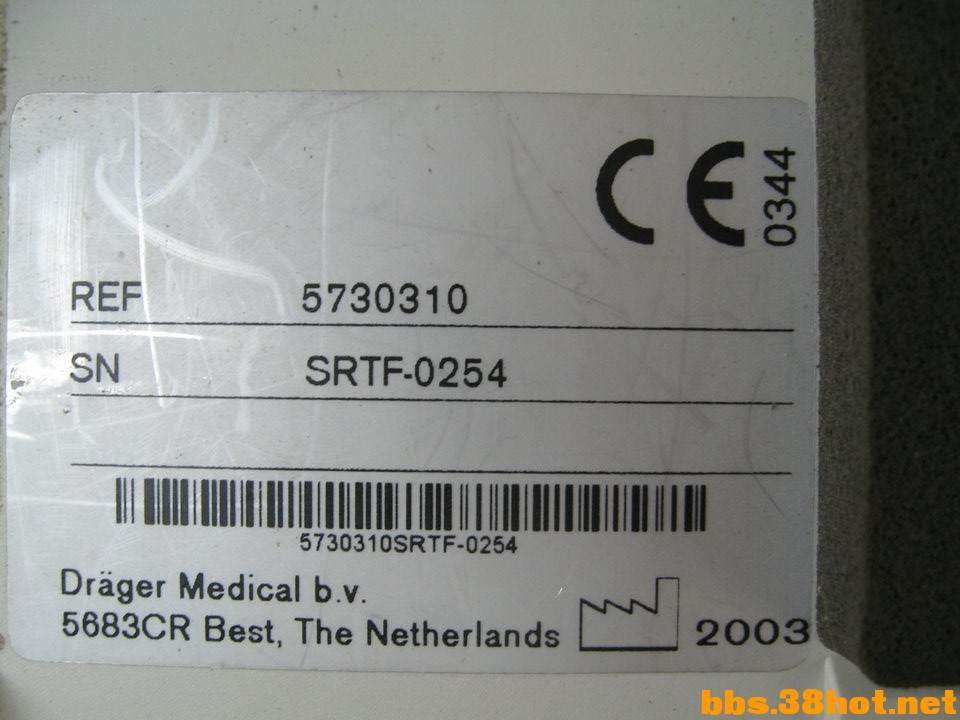 CE 0344
REF 5730310
SN SRTF-0254
5730310SRTF-0254
Dräger Medical b.v.
5683CR Best, The Netherlands 2003
bbs.38hot.net